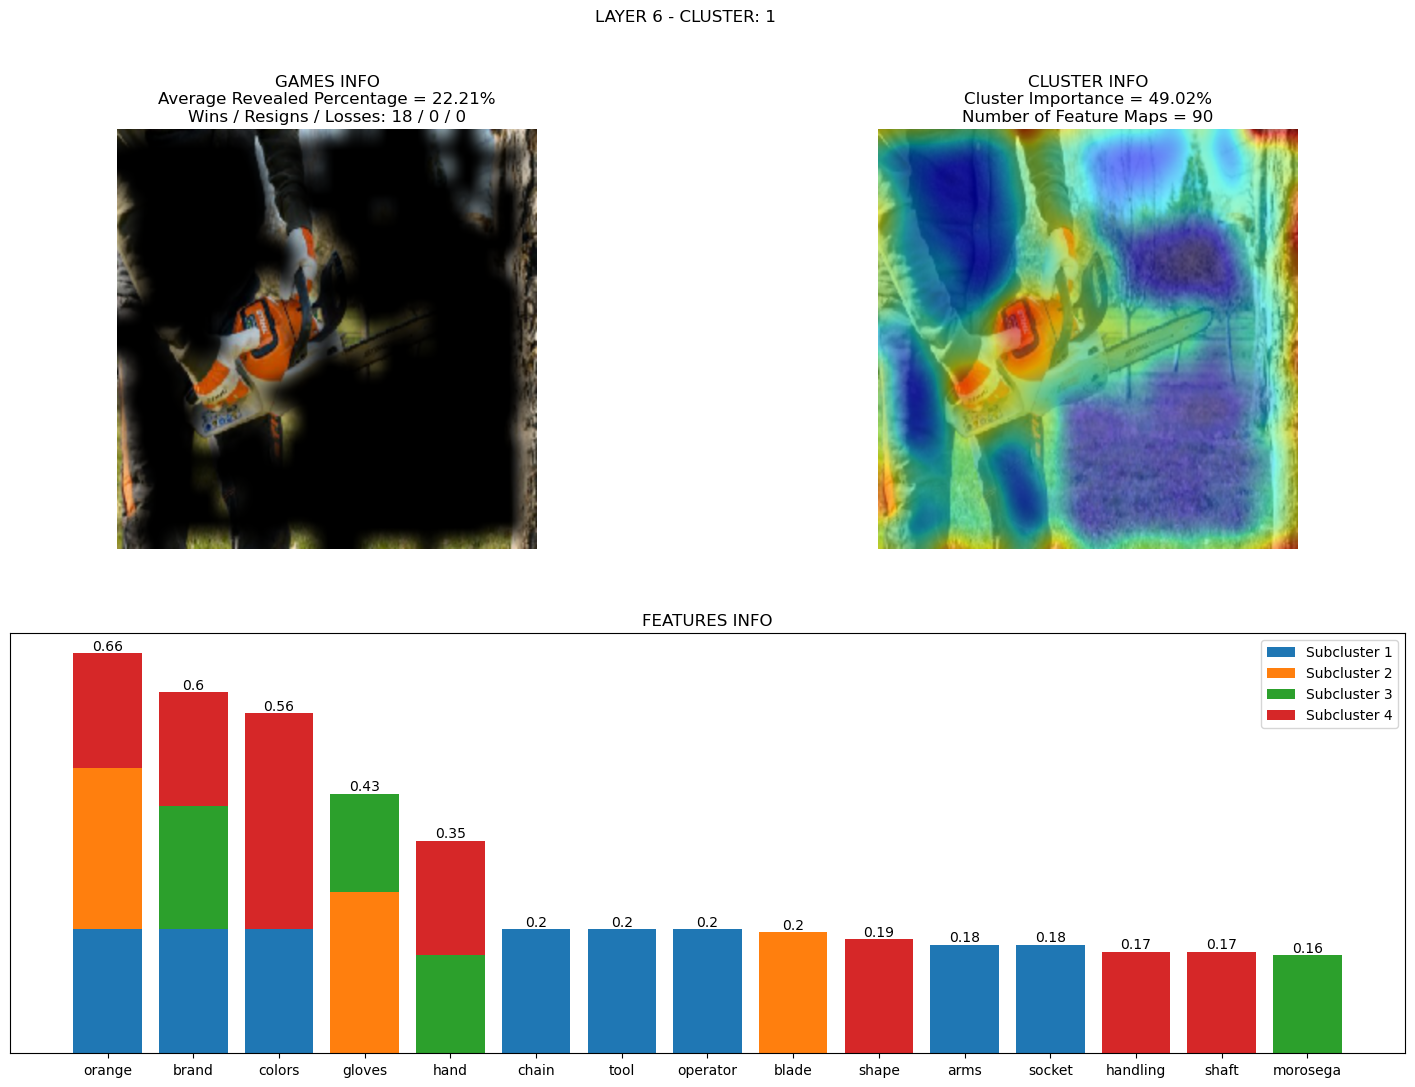 LAYER 6 - CLUSTER: 1
GAMES INFO
Average Revealed Percentage = 22.21%
Wins / Resigns / Losses: 18 / 0 / 0
CLUSTER INFO
Cluster Importance = 49.02%
Number of Feature Maps = 90
FEATURES INFO
0.66
0.6
0.56
0.43
0.35
0.2
0.2
0.2
0.2
0.19
0.18
0.18
0.17
0.17
0.16
Subcluster 1
Subcluster 2
Subcluster 3
Subcluster 4
orange brand colors gloves hand chain tool operator blade shape arms socket handling shaft morosega